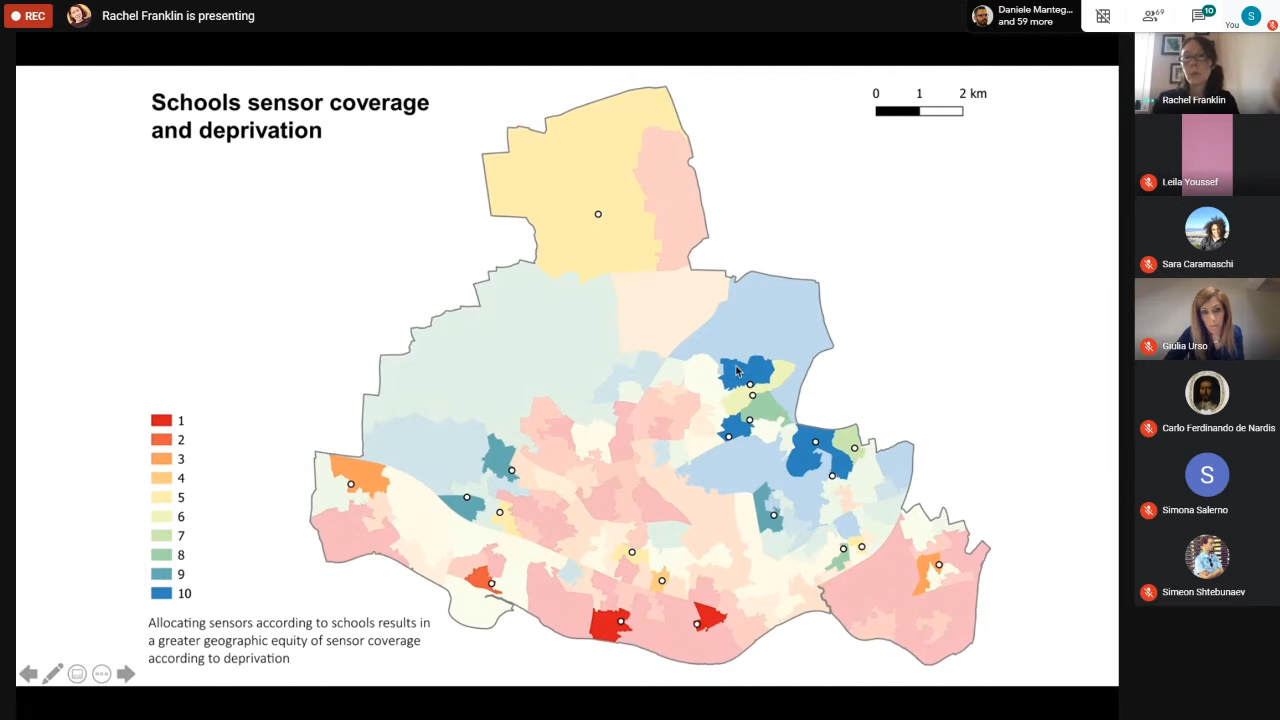 REC
Rachel Franklin is presenting
Daniele Manteg...
and 59 more
69
10
S
You
Schools sensor coverage
and deprivation
0 1 2 km
1
2
3
4
5
6
7
8
9
10
Allocating sensors according to schools results in
a greater geographic equity of sensor coverage
according to deprivation
Rachel Franklin
Leila Youssef
Sara Caramaschi
Giulia Urso
Carlo Ferdinando de Nardis
S
Simona Salerno
Simeon Shtebunaev